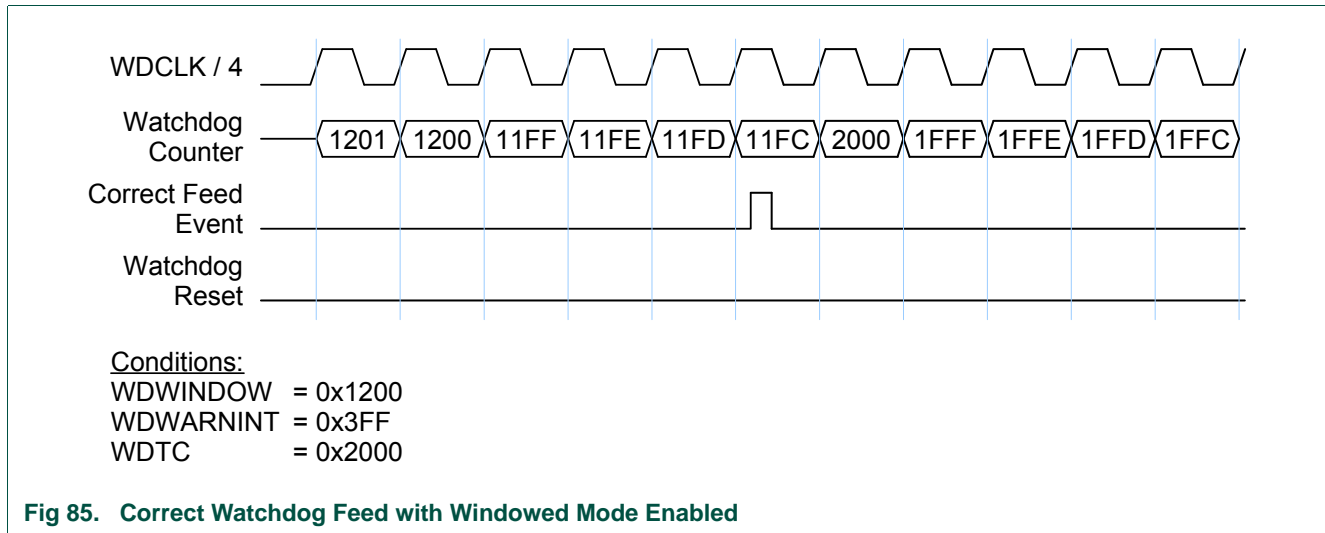 WDCLK / 4
Watchdog
Counter
1201 1200 11FF 11FE 11FD 11FC 2000 1FFF 1FFE 1FFD 1FFC
Correct Feed
Event
Watchdog
Reset
Conditions:
WDWINDOW = 0x1200
WDWARNINT = 0x3FF
WDTC = 0x2000
Fig 85. Correct Watchdog Feed with Windowed Mode Enabled